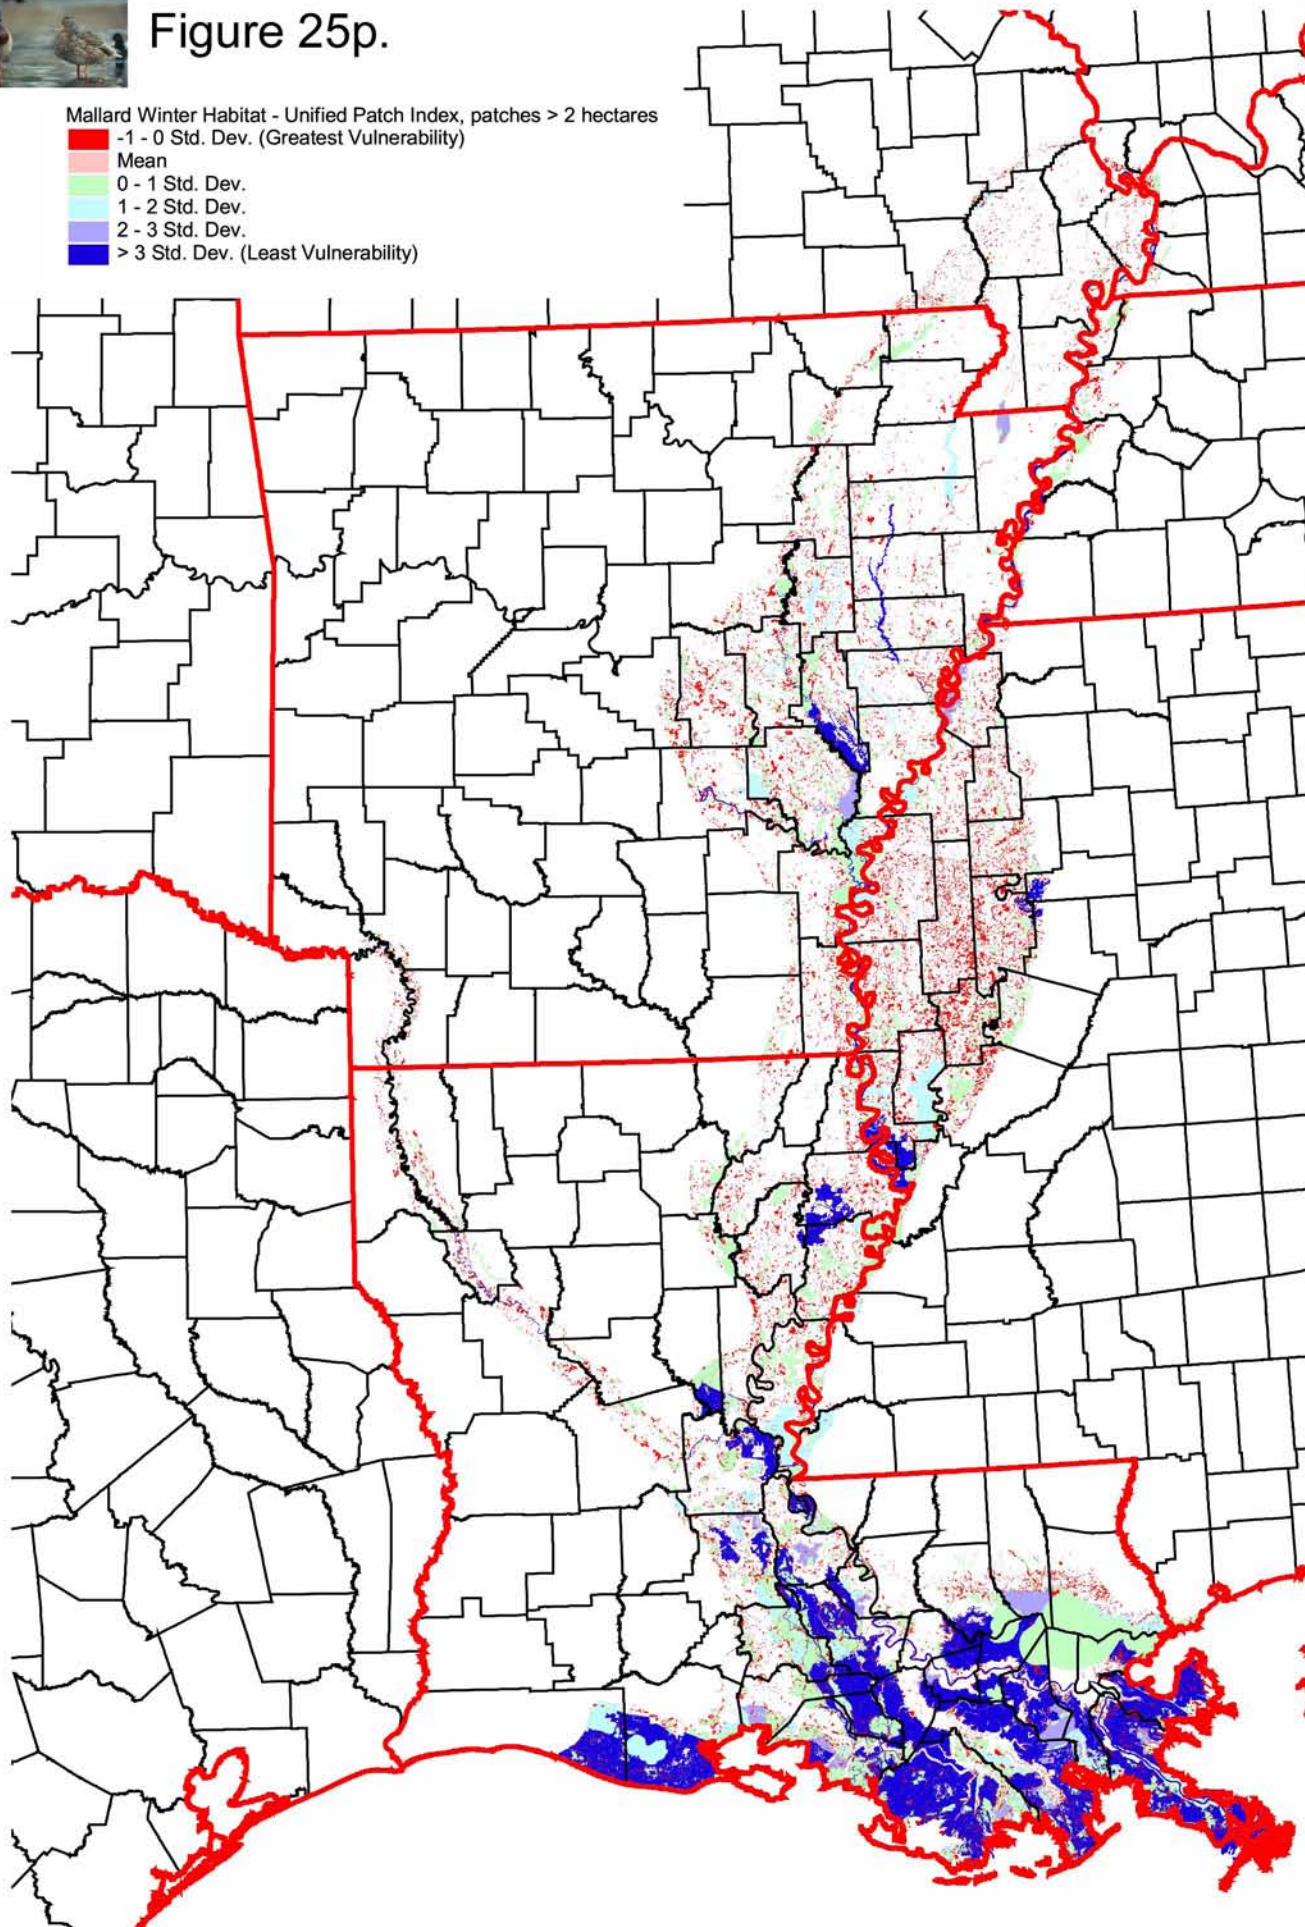 Figure 25p.
Mallard Winter Habitat - Unified Patch Index, patches > 2 hectares
-1 - 0 Std. Dev. (Greatest Vulnerability)
Mean
0 - 1 Std. Dev.
1 - 2 Std. Dev.
2 - 3 Std. Dev.
> 3 Std. Dev. (Least Vulnerability)